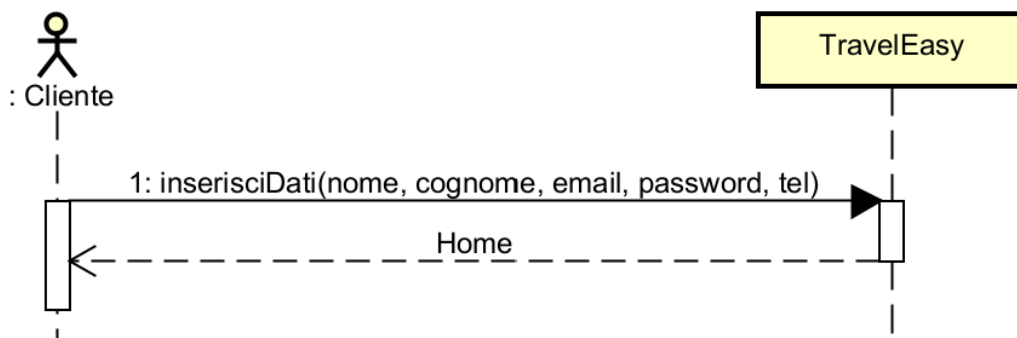 TravelEasy
: Cliente
1: inserisciDati(nome, cognome, email, password, tel)
Home